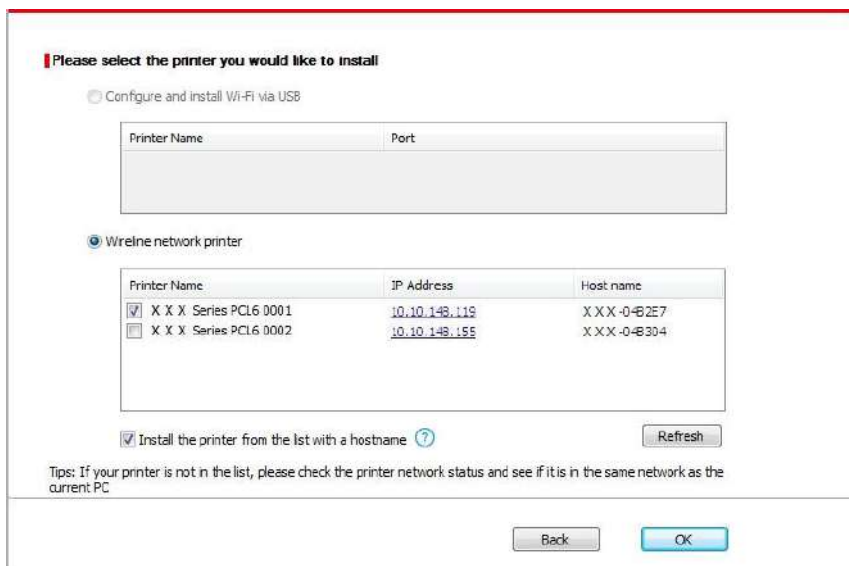 Please select the printer you would like to install
Configure and install Wi-Fi via USB
Printer Name Port
Wireline network printer
Printer Name IP Address Host name
X X X Series PCL6 0001 10.10.148.119 X X X -04B2E7
X X X Series PCL6 0002 10.10.148.155 X X X -04B304
Install the printer from the list with a hostname ? Refresh
Tips: If your printer is not in the list, please check the printer network status and see if it is in the same network as the
current PC
Back OK